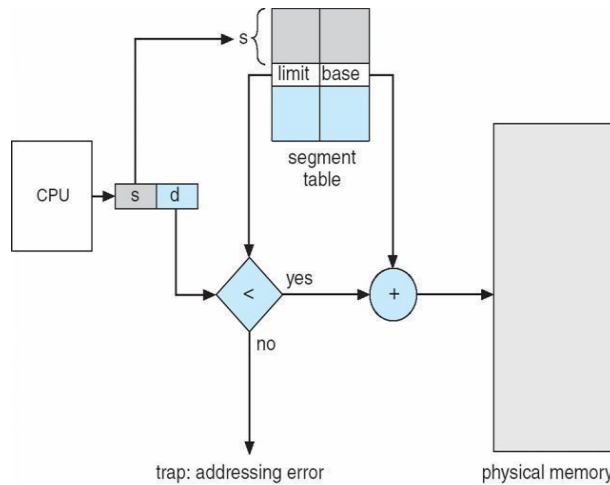 s
limit base
segment
table
CPU
s d
<
yes
+
no
trap: addressing error
physical memory